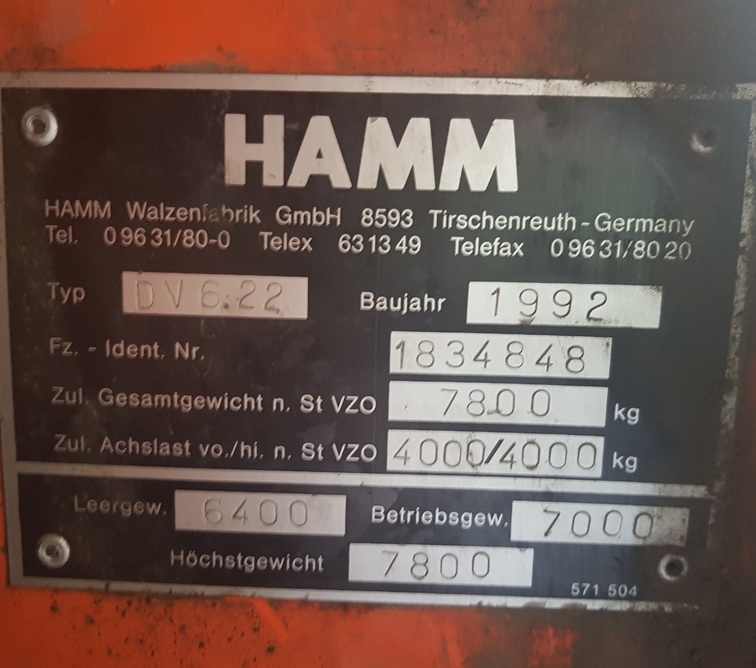 HAMM
HAMM Walzenfabrik GmbH 8593 Tirschenreuth - Germany
Tel. 0 96 31/80-0 Telex 63 13 49 Telefax 0 96 31/80 20
Typ DV 6.22 Baujahr 1992
Fz. - Ident. Nr. 1834848
Zul. Gesamtgewicht n. St VZO 7800 kg
Zul. Achslast vo./hi. n. St VZO 4000/4000 kg
Leergew. 6400 Betriebsgew. 7000
Höchstgewicht 7800
571 504